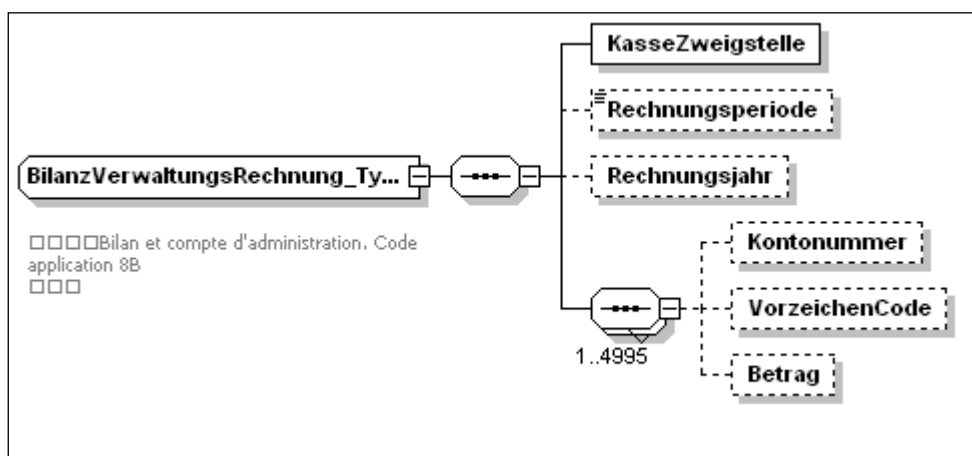 KasseZweigstelle
Rechnungsperiode
BilanzVerwaltungsRechnung_Ty...
Rechnungsjahr
□□□□Bilan et compte d'administration. Code
application 8B
□□□
Kontonummer
VorzeichenCode
1..4995
Betrag